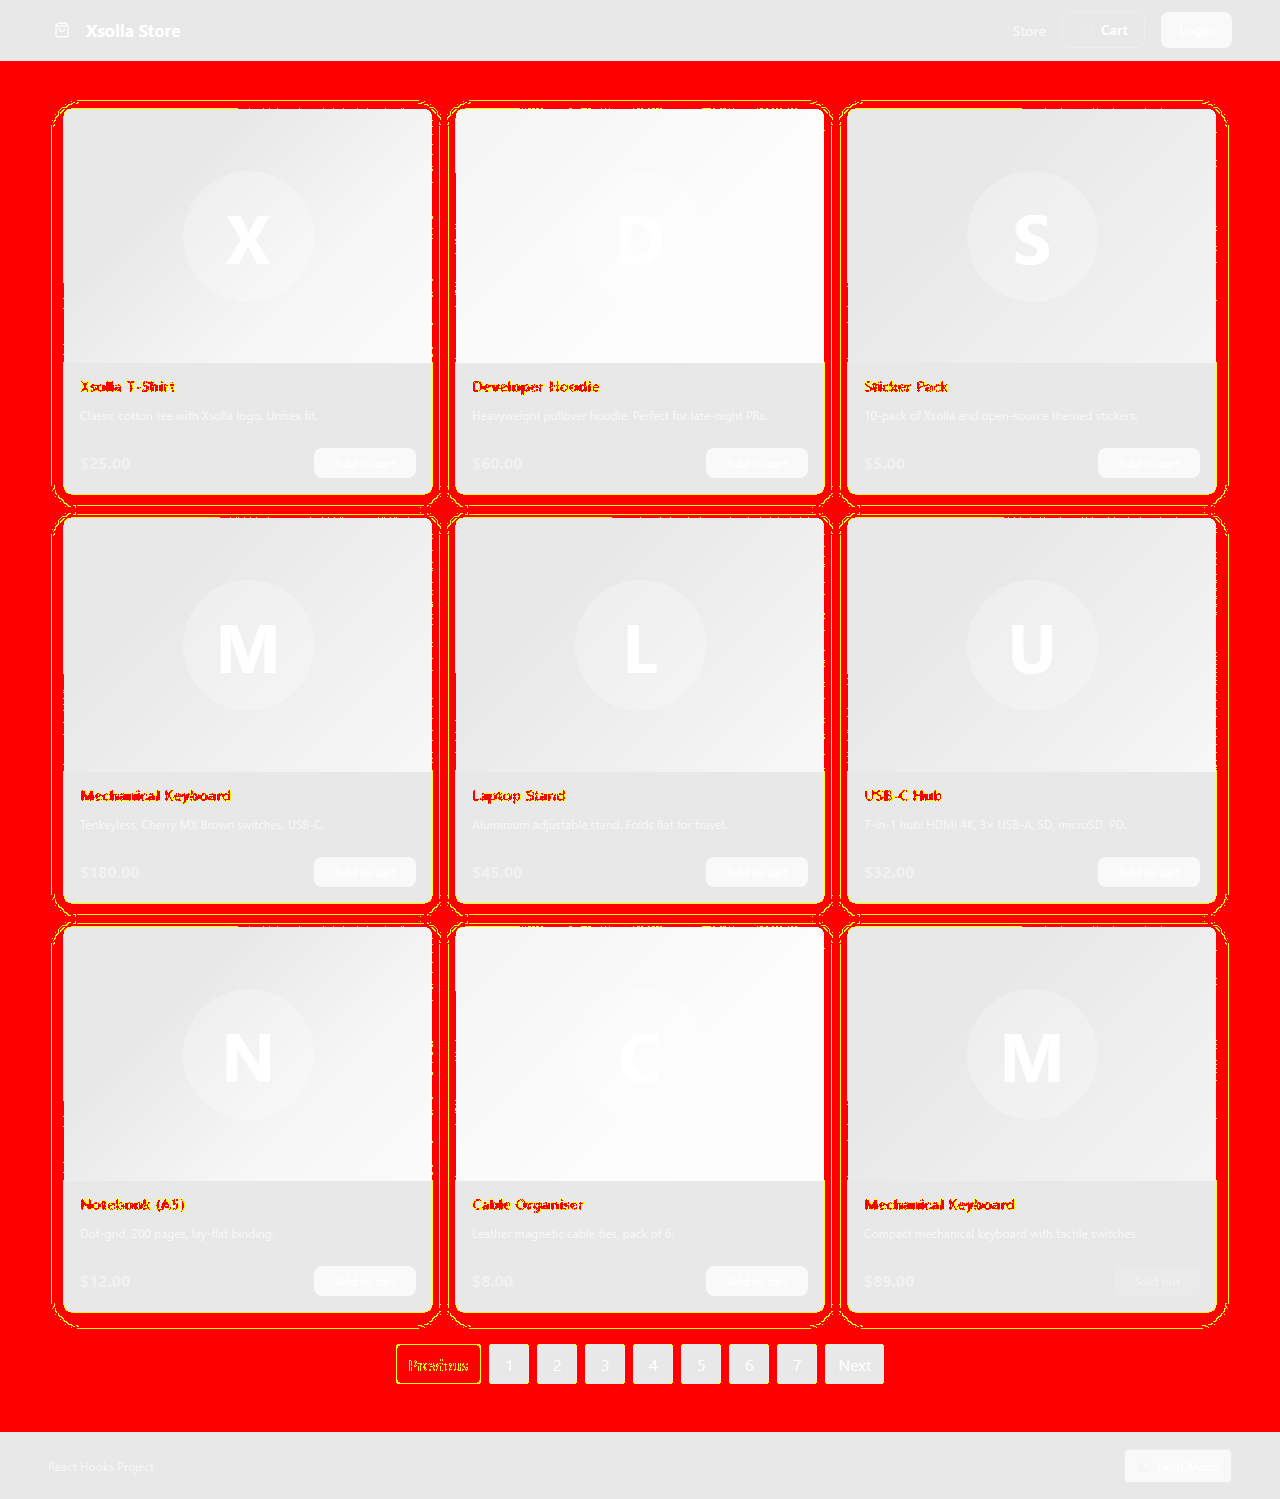 Xsolla Store
Store
Cart
Login
X
D
S
Xsolla T-Shirt
Developer Hoodie
Sticker Pack
Classic cotton tee with Xsolla logo. Unisex fit.
Heavyweight pullover hoodie. Perfect for late-night PRs.
10-pack of Xsolla and open-source themed stickers.
$25.00
Add to cart
$60.00
Add to cart
$5.00
Add to cart
M
L
U
Mechanical Keyboard
Laptop Stand
USB-C Hub
Tenkeyless, Cherry MX Brown switches. USB-C.
Aluminium adjustable stand. Folds flat for travel.
7-in-1 hub: HDMI 4K, 3× USB-A, SD, microSD, PD.
$180.00
Add to cart
$45.00
Add to cart
$32.00
Add to cart
N
C
M
Notebook (A5)
Cable Organiser
Mechanical Keyboard
Dot-grid, 200 pages, lay-flat binding.
Leather magnetic cable ties, pack of 6.
Compact mechanical keyboard with tactile switches
$12.00
Add to cart
$8.00
Add to cart
$89.00
Sold out
Previous
1
2
3
4
5
6
7
Next
React Hooks Project
Light Mode